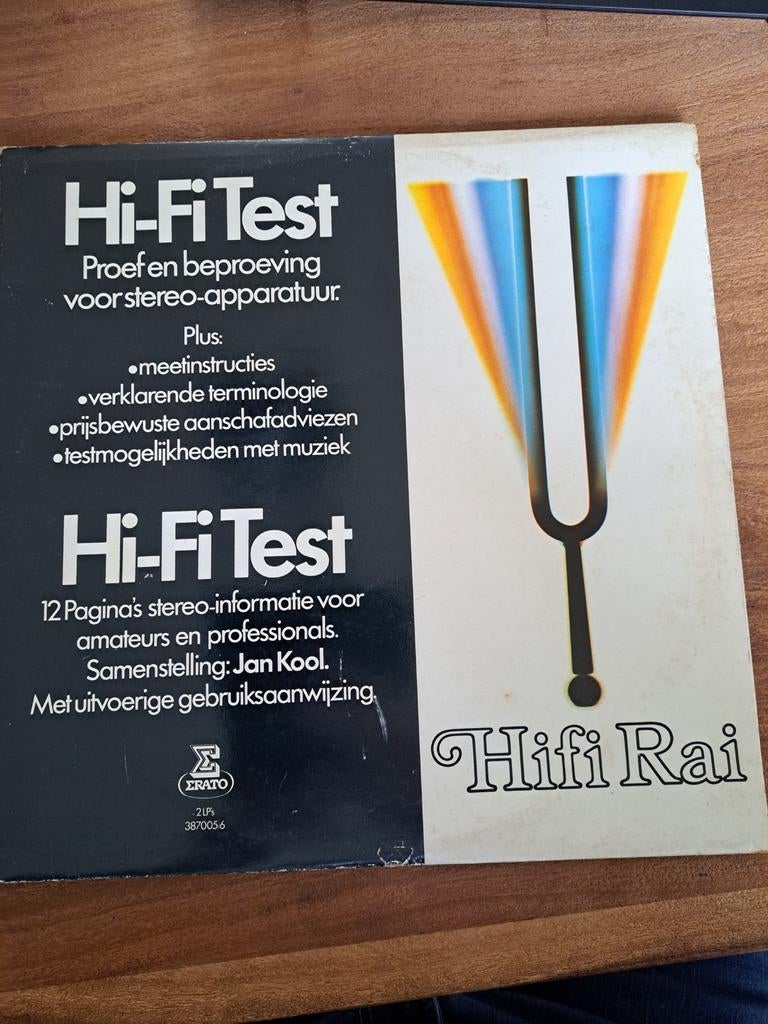 Hi-Fi Test
Proef en beproeving
voor stereo-apparatuur.
Plus:
•meetinstructies
•verklarende terminologie
•prijsbewuste aanschafadviezen
•testmogelijkheden met muziek
Hi-Fi Test
12 Pagina's stereo-informatie voor
amateurs en professionals.
Samenstelling: Jan Kool.
Met uitvoerige gebruiksaanwijzing.
ERATO
2 LP's
3870056
Hifi Rai